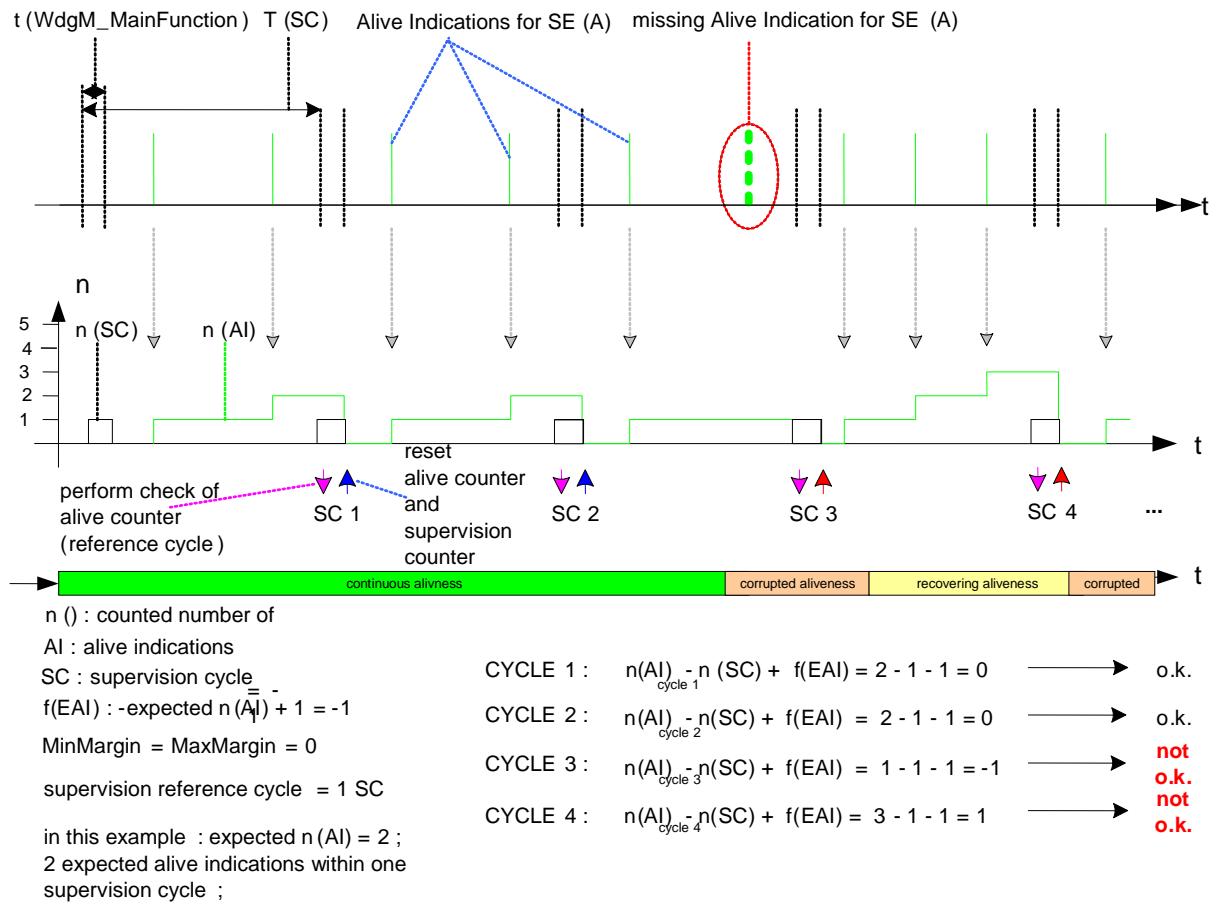 t (WdgM_MainFunction) T (SC) Alive Indications for SE (A) missing Alive Indication for SE (A)
t
n
5
4
3
2
1
n (SC) n (AI)
t
perform check of
alive counter
(reference cycle)
reset
alive counter
and
supervision
counter
SC 1 SC 2 SC 3 SC 4 ...
continuous alivness corrupted aliveness recovering aliveness corrupted t
n () : counted number of
AI : alive indications
SC : supervision cycle
f(EAI) : -expected n (AI) + 1 = -1
= -
1
MinMargin = MaxMargin = 0
supervision reference cycle = 1 SC
in this example : expected n (AI) = 2 ;
2 expected alive indications within one
supervision cycle ;
CYCLE 1 : n(AI) cycle 1 - n (SC) + f(EAI) = 2 - 1 - 1 = 0 o.k.
CYCLE 2 : n(AI) cycle 2 - n(SC) + f(EAI) = 2 - 1 - 1 = 0 o.k.
CYCLE 3 : n(AI) cycle 3 - n(SC) + f(EAI) = 1 - 1 - 1 = -1 not o.k.
CYCLE 4 : n(AI) cycle 4 - n(SC) + f(EAI) = 3 - 1 - 1 = 1 not o.k.